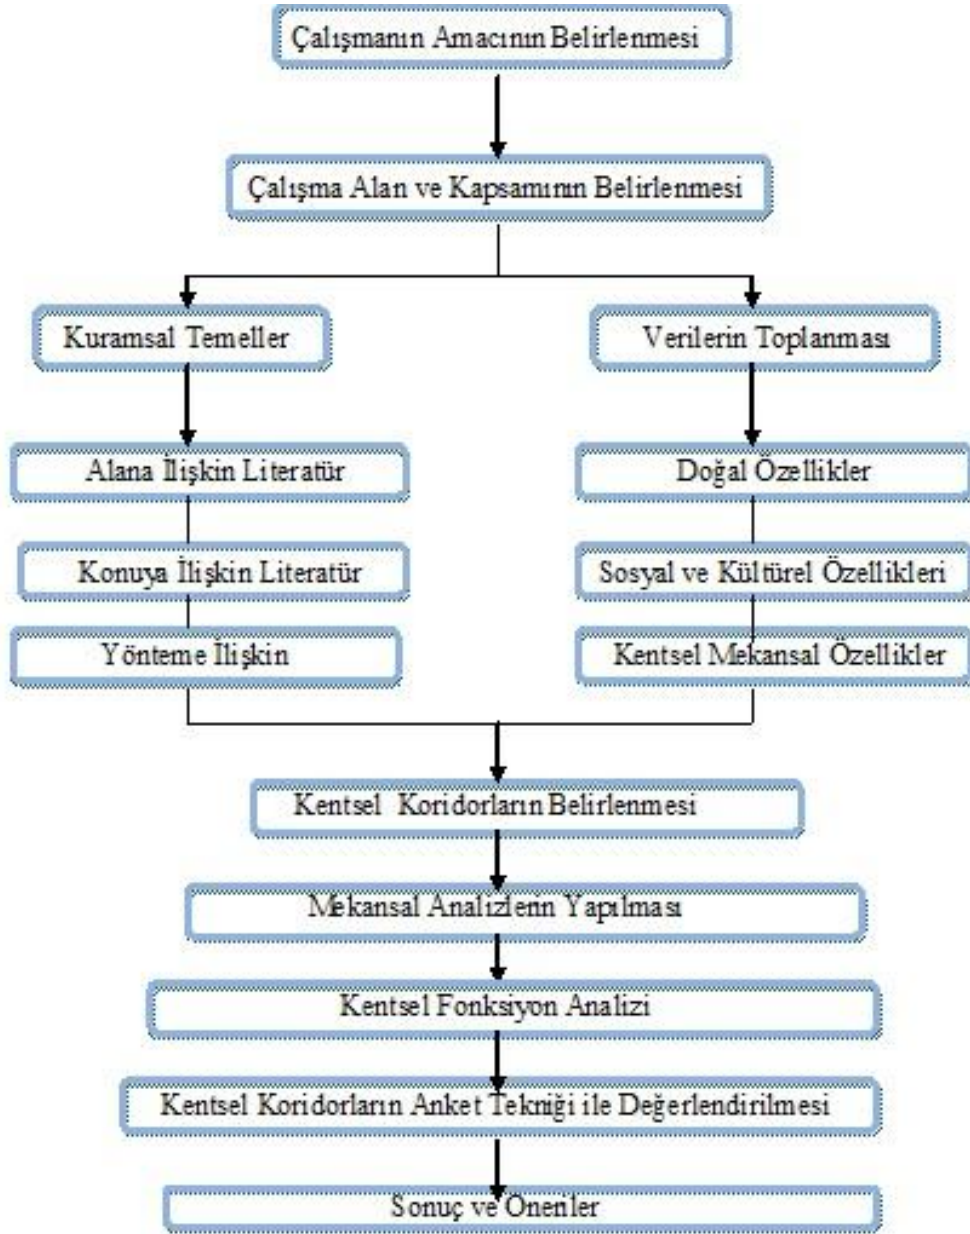 Çalışmanın Amacının Belirlenmesi
Çalışma Alan ve Kapsamının Belirlenmesi
Kuramsal Temeller
Verilerin Toplanması
Alana İlişkin Literatür
Doğal Özellikler
Konuya İlişkin Literatür
Sosyal ve Kültürel Özellikleri
Yönteme İlişkin
Kentsel Mekansal Özellikler
Kentsel Koridorların Belirlenmesi
Mekansal Analizlerin Yapılması
Kentsel Fonksiyon Analizi
Kentsel Koridorların Anket Tekniği ile Değerlendirilmesi
Sonuç ve Öneriler